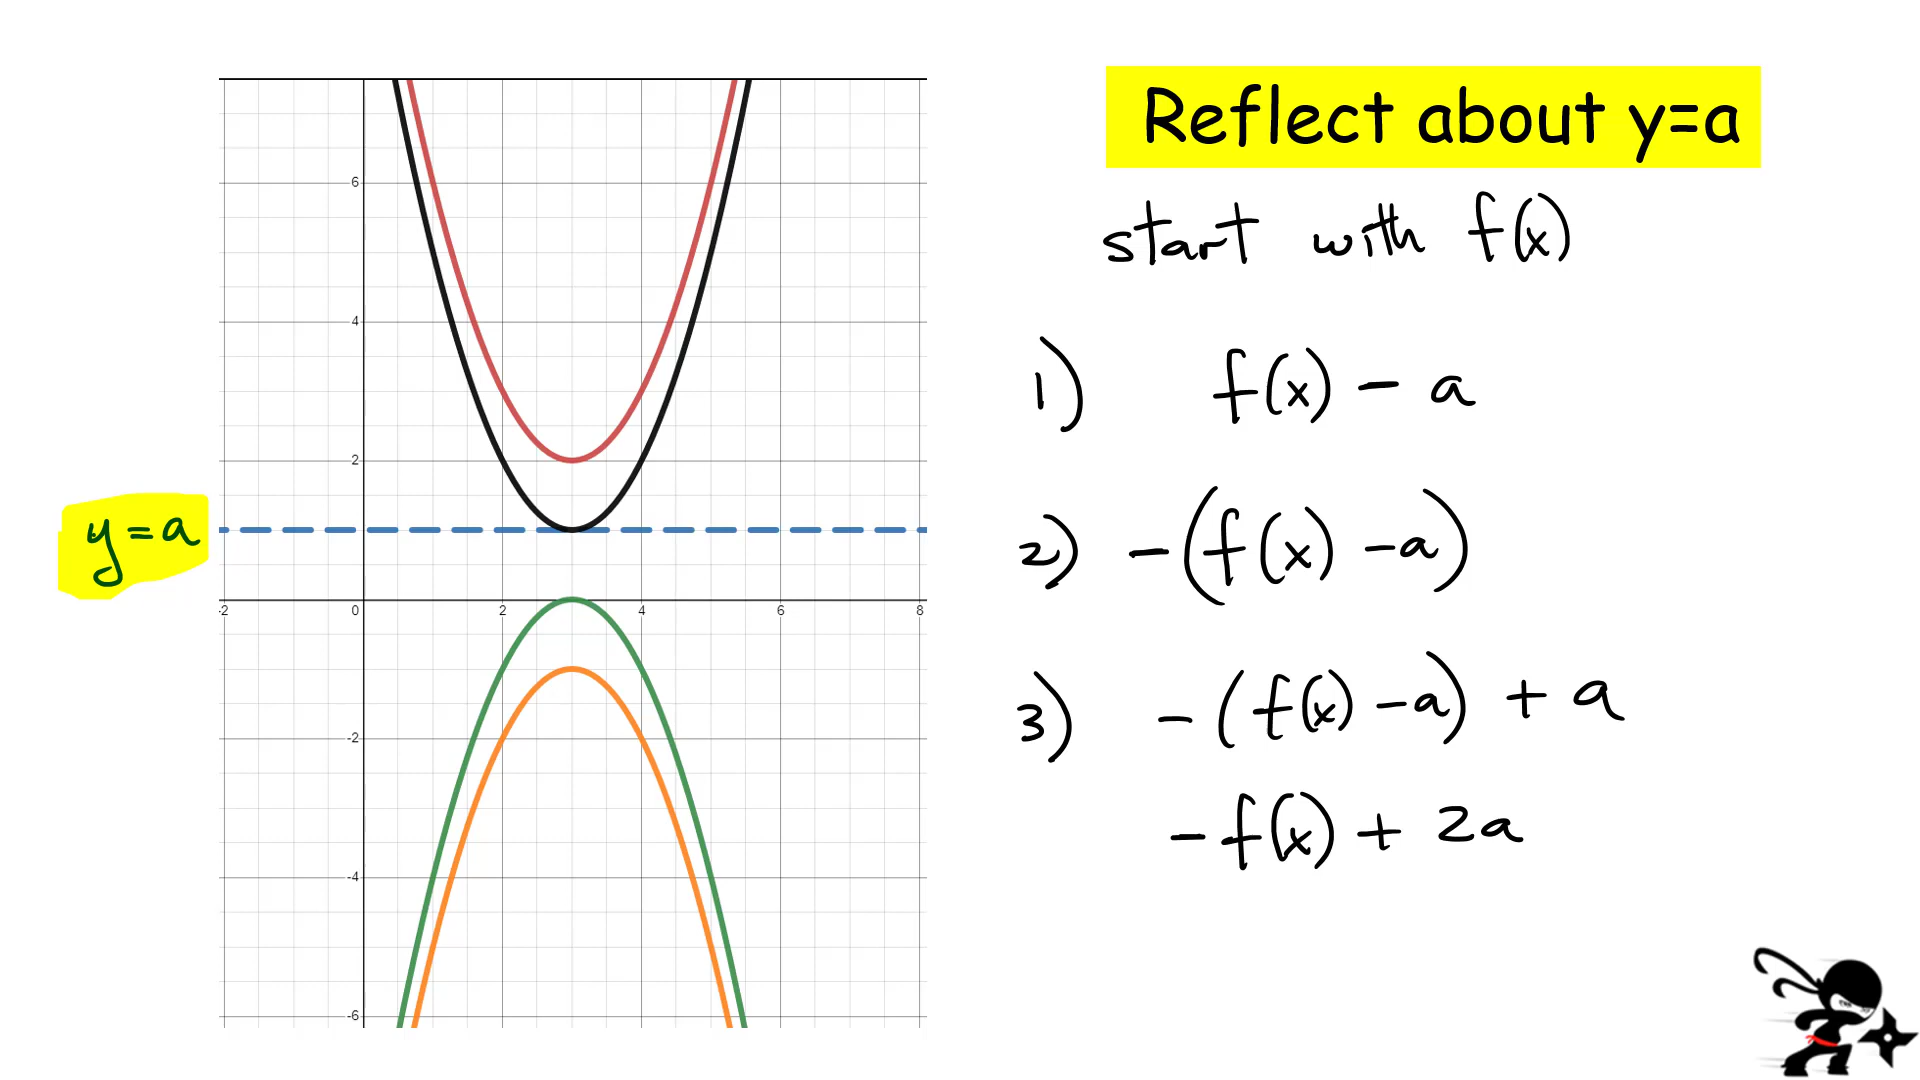 Reflect about y=a
start with f(x)
1) f(x) - a
2) -(f(x) -a)
3) -(f(x) -a) + a
-f(x) + 2a
y=a
6
4
2
-2 0 2 4 6 8
-2
-4
-6